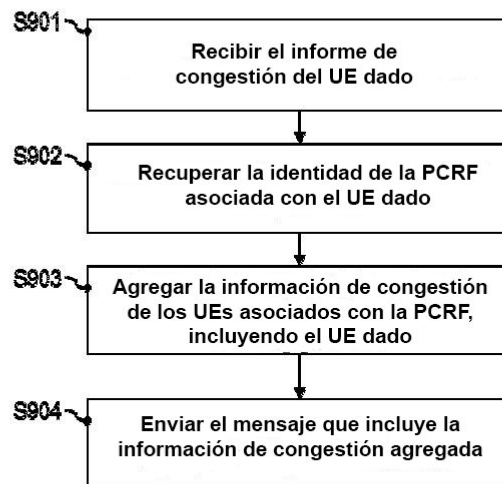 S901
Recibir el informe de
congestión del UE dado
S902
Recuperar la identidad de la PCRF
asociada con el UE dado
S903
Agregar la información de congestión
de los UEs asociados con la PCRF,
incluyendo el UE dado
S904
Enviar el mensaje que incluye la
información de congestión agregada